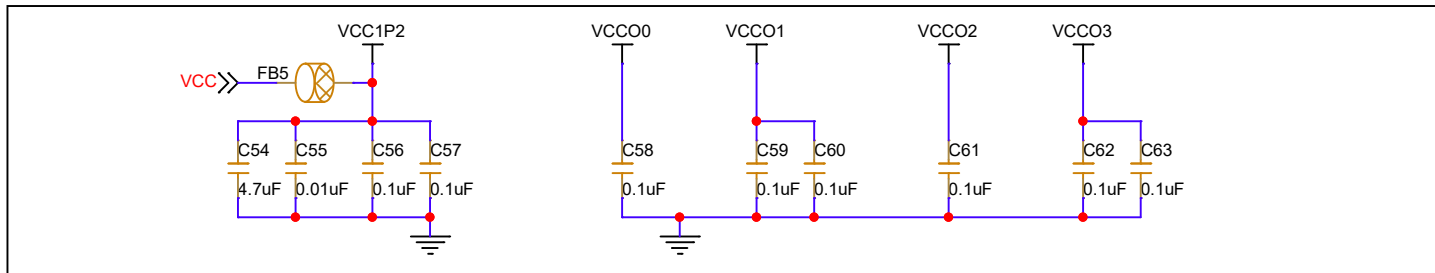 VCC1P2 VCCO0 VCCO1 VCCO2 VCCO3
VCC FB5
C54 C55 C56 C57 C58 C59 C60 C61 C62 C63
4.7uF 0.01uF 0.1uF 0.1uF 0.1uF 0.1uF 0.1uF 0.1uF 0.1uF 0.1uF